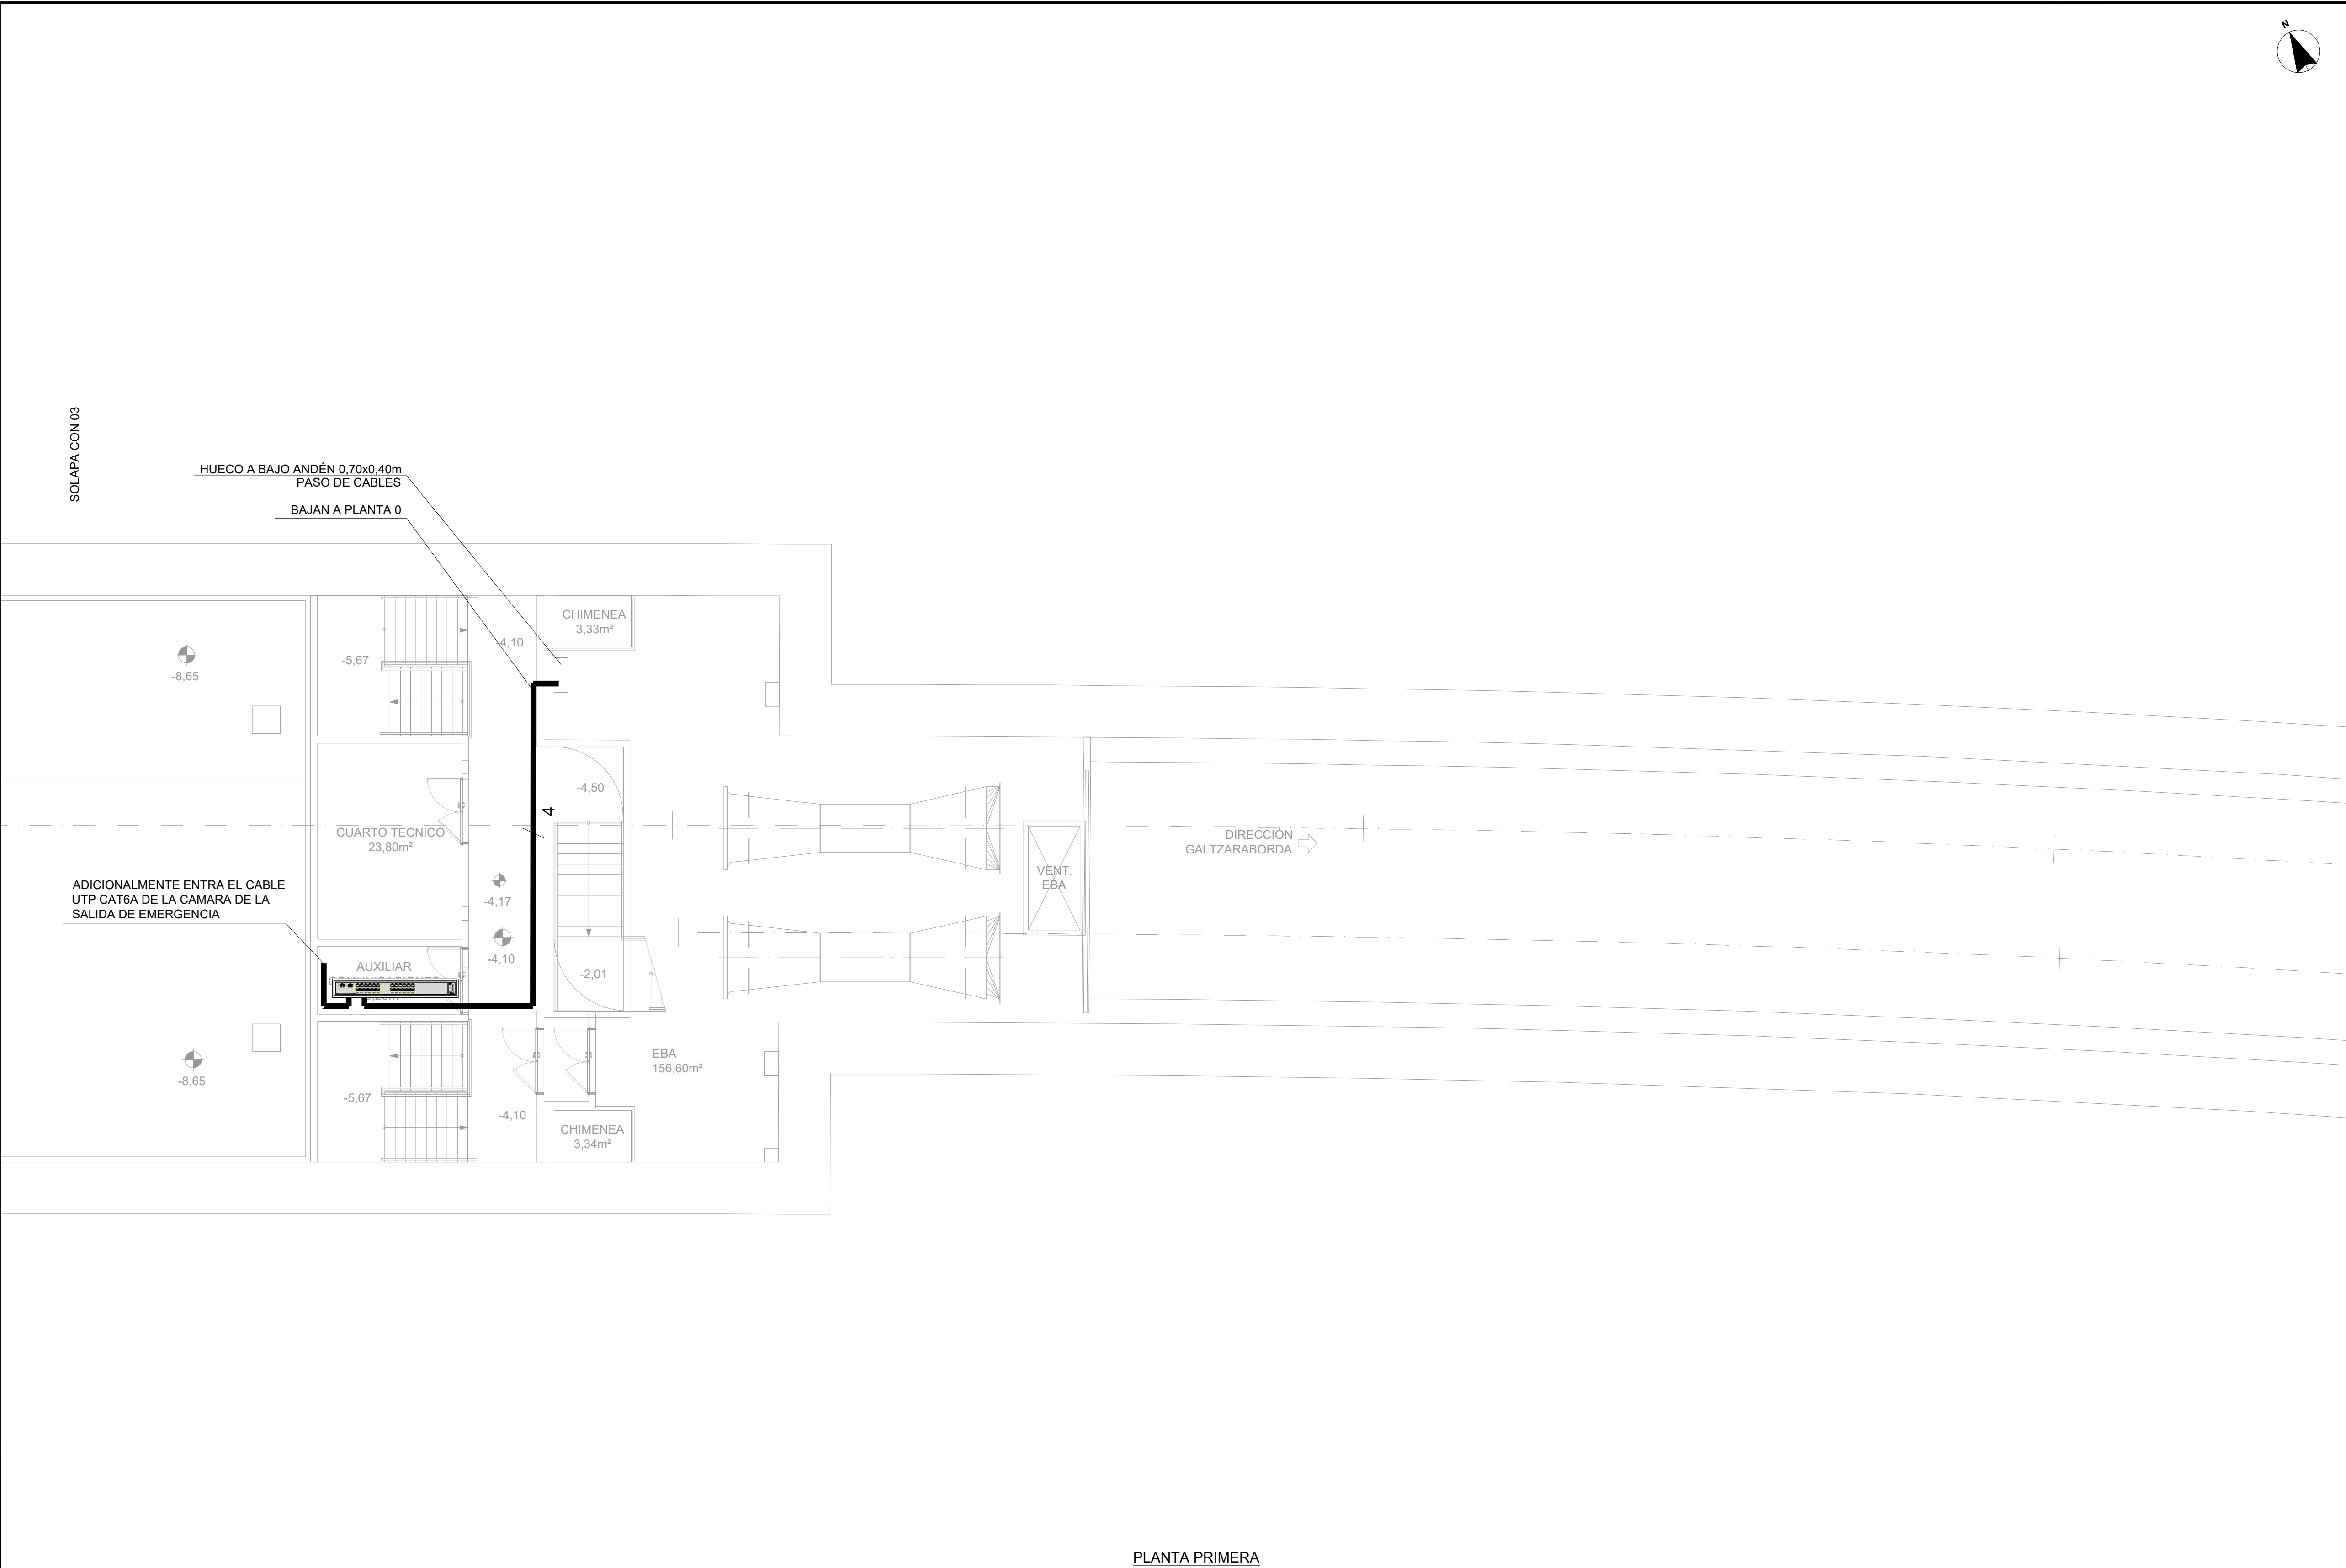 N
SOLAPA CON 03
HUECO A BAJO ANDÉN 0,70x0,40m
PASO DE CABLES
BAJAN A PLANTA 0
CHIMENEA
3,33m²
-4,10
-5,67
-8,65
-4,50
4
CUARTO TECNICO
23,80m²
DIRECCIÓN
GALTZARABORDA
VENT.
EBA
ADICIONALMENTE ENTRA EL CABLE
UTP CAT6A DE LA CAMARA DE LA
SALIDA DE EMERGENCIA
-4,17
-4,10
AUXILIAR
-2,01
EBA
156,60m²
-8,65
-5,67
-4,10
CHIMENEA
3,34m²
PLANTA PRIMERA